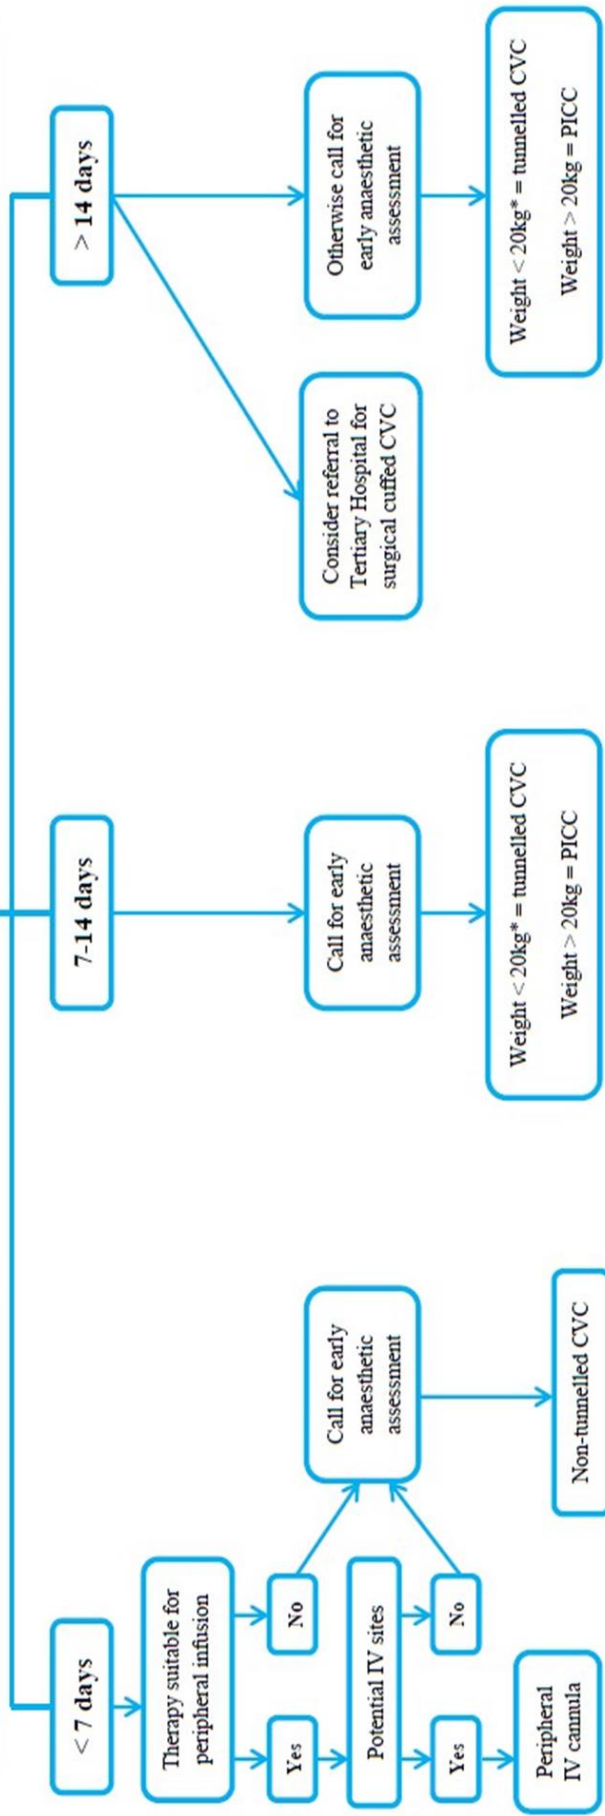 < 7 days
Therapy suitable for
peripheral infusion
Yes
No
Potential IV sites
Yes
No
Peripheral
IV cannula
Call for early
anaesthetic
assessment
Non-tunnelled CVC
7-14 days
Call for early
anaesthetic
assessment
Weight < 20kg* = tunnelled CVC
Weight > 20kg = PICC
> 14 days
Consider referral to
Tertiary Hospital for
surgical cuffed CVC
Otherwise call for
early anaesthetic
assessment
Weight < 20kg* = tunnelled CVC
Weight > 20kg = PICC